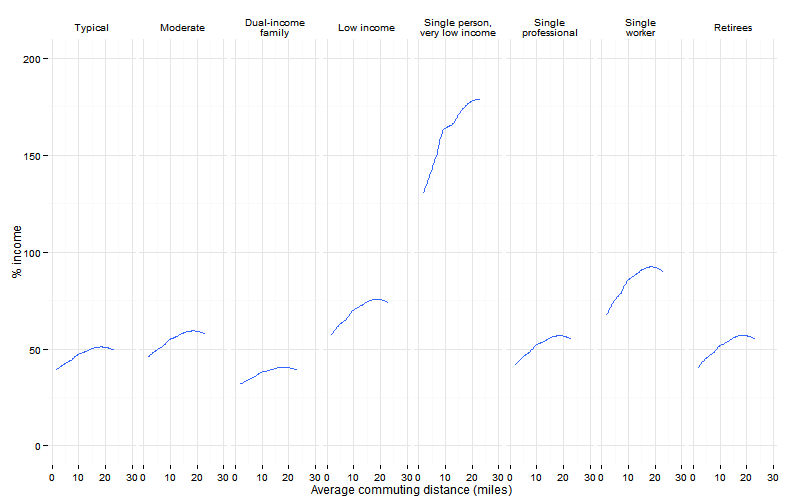 Typical Moderate Dual-income family Low income Single person, very low income Single professional Single worker Retirees
200
150
100
50
0
% income
0 10 20 30 0 10 20 30 0 10 20 30 0 10 20 30 0 10 20 30 0 10 20 30 0 10 20 30 0 10 20 30
Average commuting distance (miles)